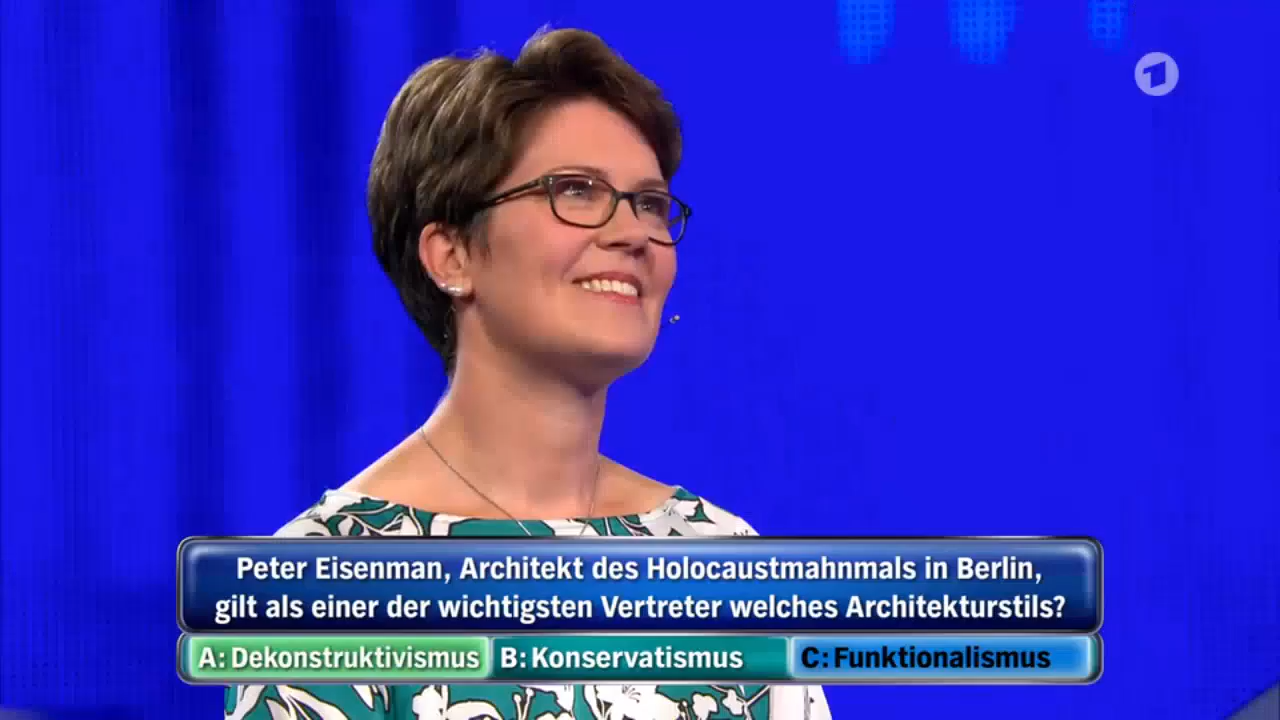 1
Peter Eisenman, Architekt des Holocaustmahnmals in Berlin,
gilt als einer der wichtigsten Vertreter welches Architekturstils?
A: Dekonstruktivismus B: Konservatismus C: Funktionalismus